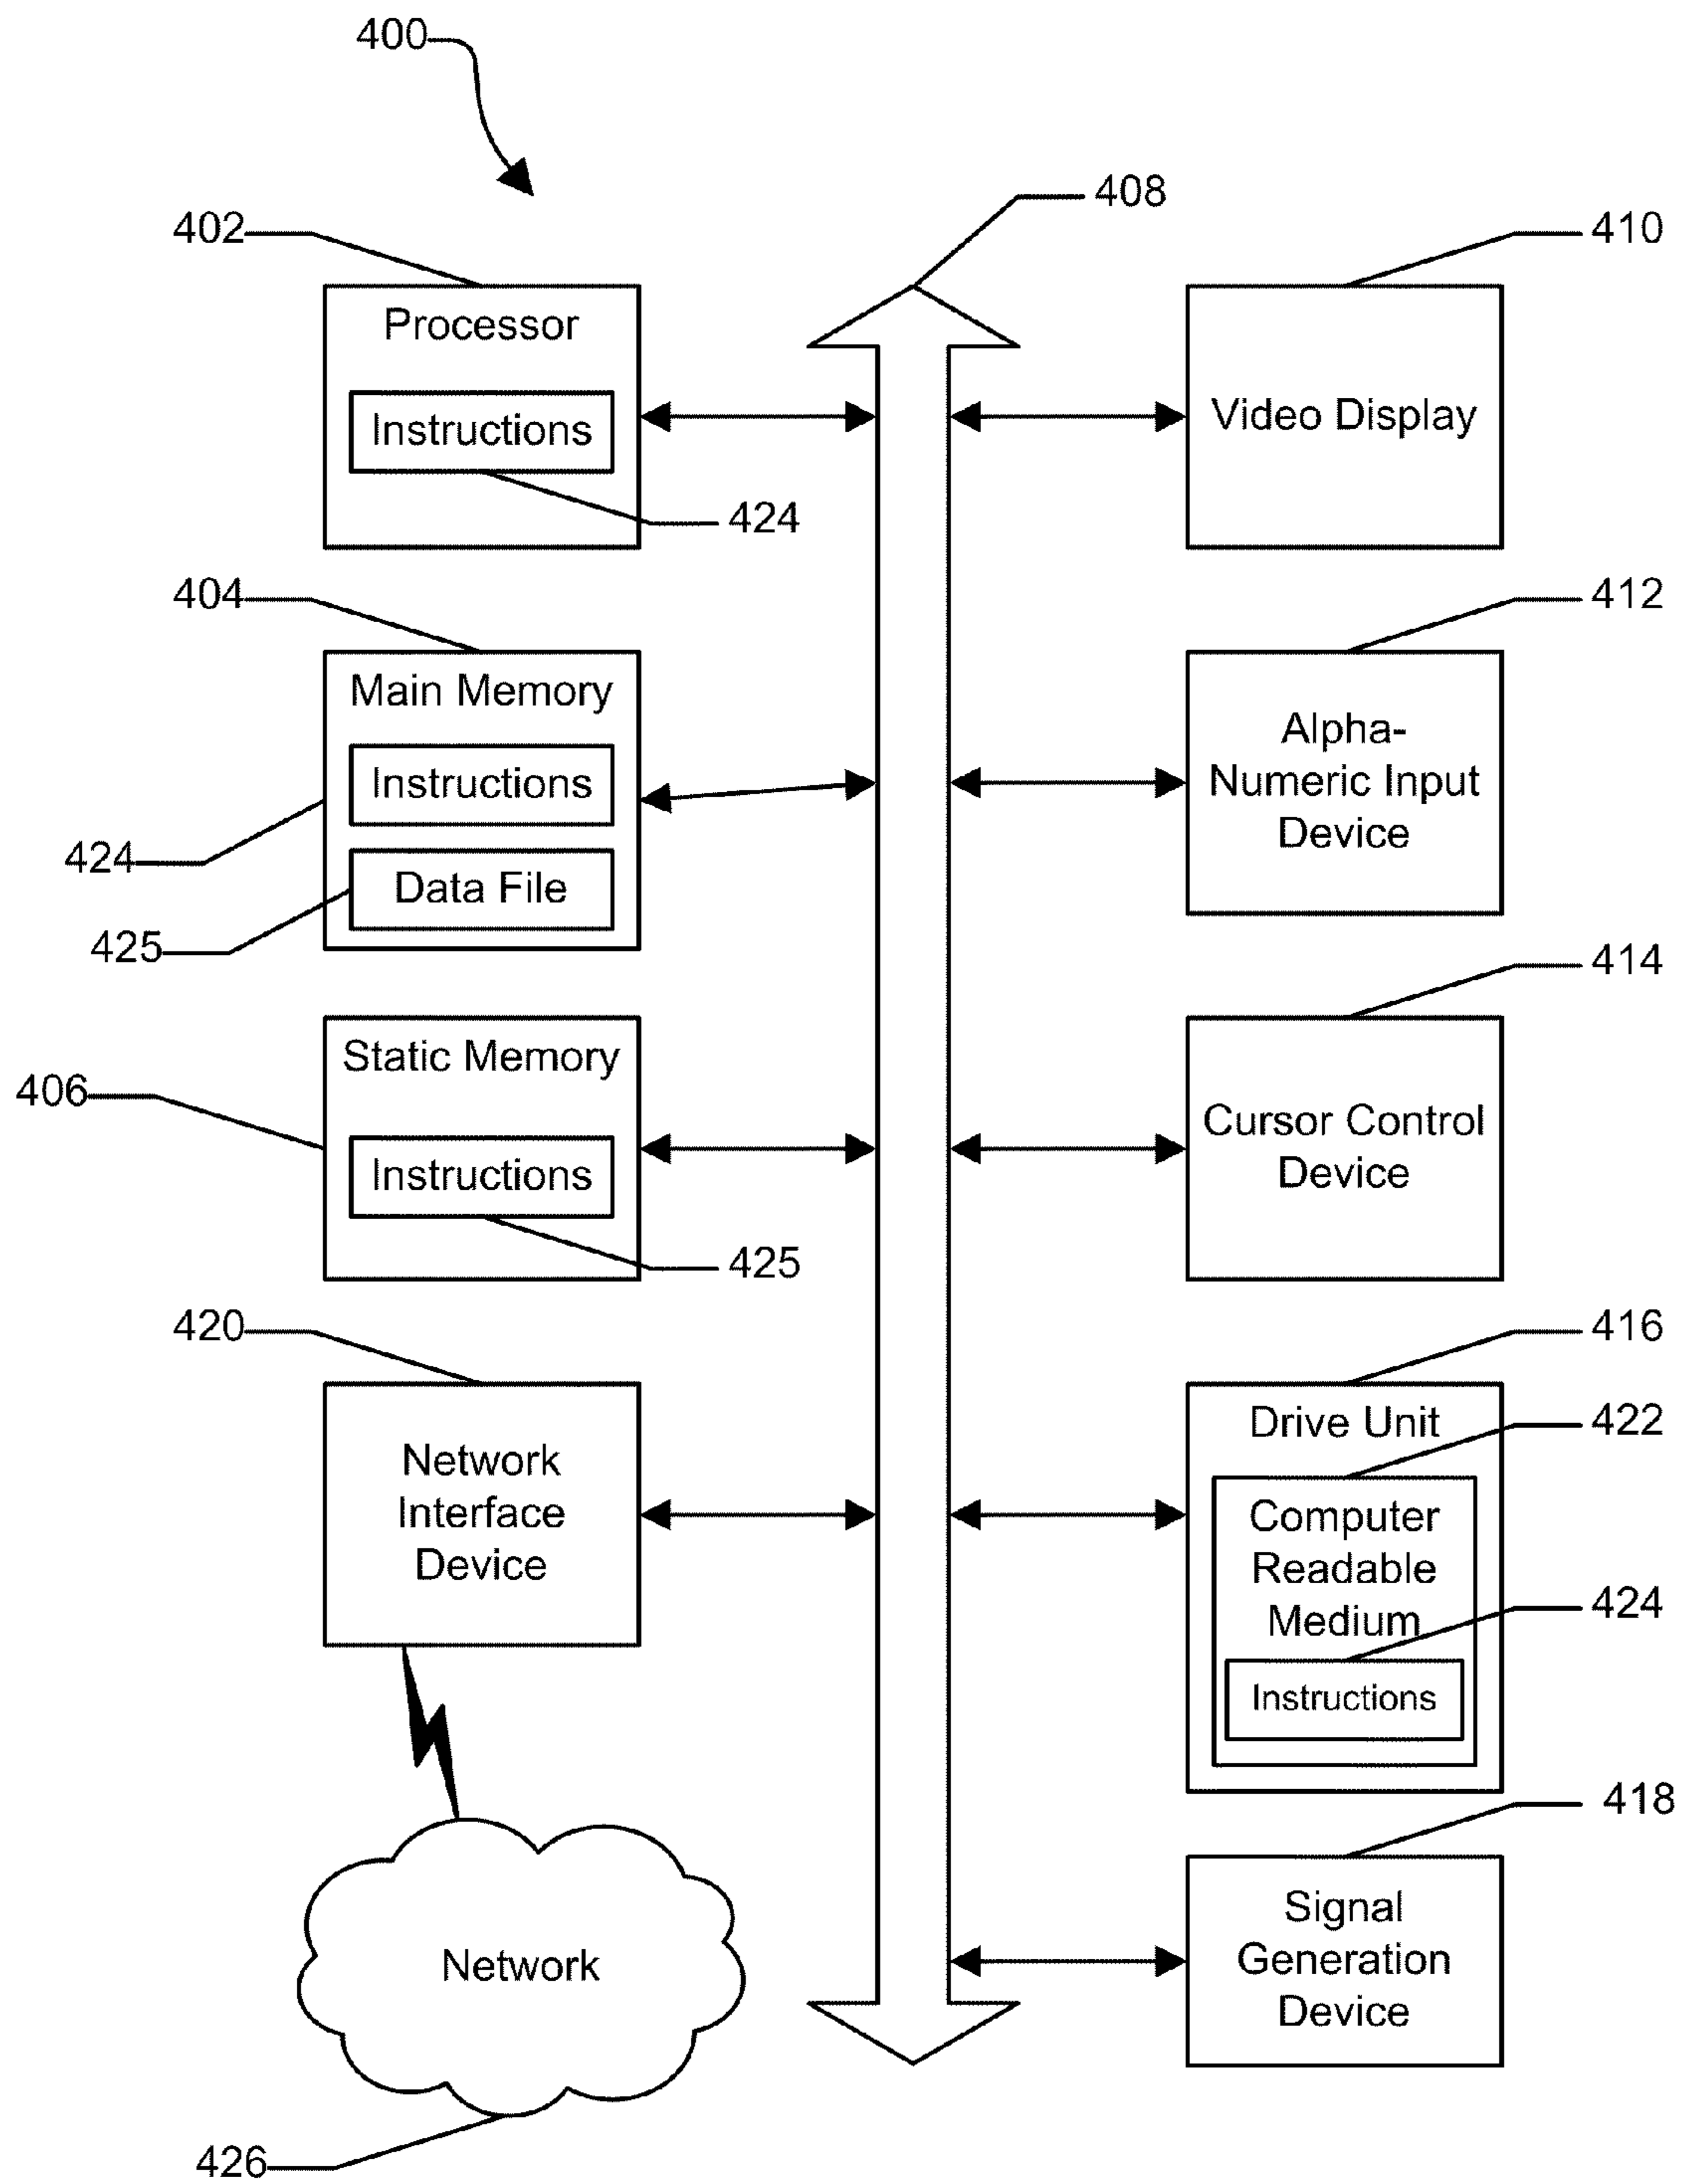 400
408
402
410
Processor
Instructions
424
Video Display
404
412
Main Memory
Instructions
424
Data File
425
Alpha-
Numeric Input
Device
414
Static Memory
406
Instructions
425
Cursor Control
Device
420
416
Network
Interface
Device
Drive Unit
422
Computer
Readable
Medium
424
Instructions
418
Signal
Generation
Device
Network
426